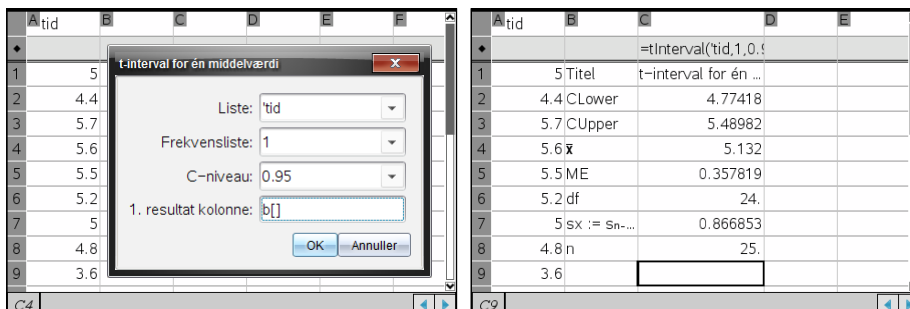 A tid B C D E F
◆
1 5
2 4.4
3 5.7
4 5.6
5 5.5
6 5.2
7 5
8 4.8
9 3.6
C4
t-interval for én middelværdi
Liste: 'tid
Frekvensliste: 1
C-niveau: 0.95
1. resultat kolonne: b[]
OK Annuller
A tid B C D E
◆ =tInterval('tid,1,0.9
1 5 Titel t-interval for én ...
2 4.4 CLower 4.77418
3 5.7 CUpper 5.48982
4 5.6 x̄ 5.132
5 5.5 ME 0.357819
6 5.2 df 24.
7 5 sx := sn-... 0.866853
8 4.8 n 25.
9 3.6
C9